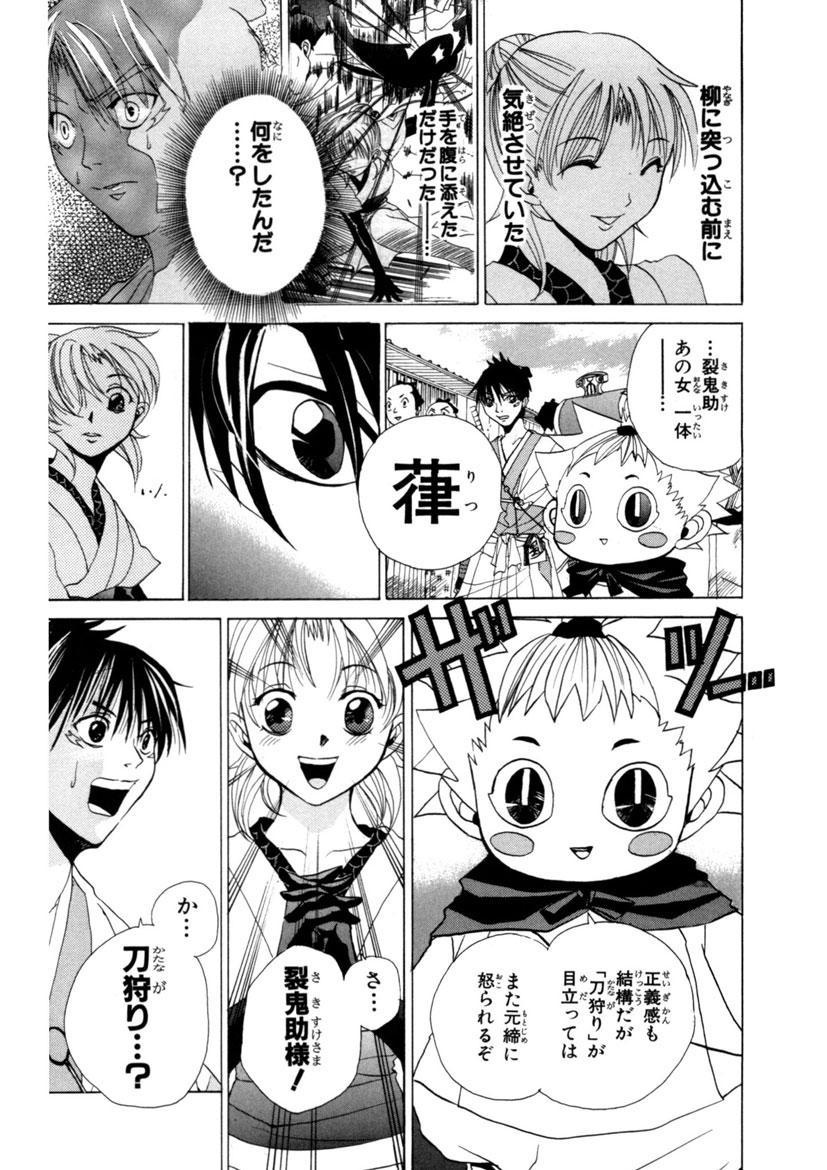 柳に突っ込む前に
気絶させていた
手を腹に添えた
だけだった……
何をしたんだ
……?
…裂鬼助
あの女 一体
―――
葎
ザ
ッ
正義感も
結構だが
「刀狩り」が
目立っては
また元締に
怒られるぞ
さ…
裂鬼助様!
か…
刀狩り…?